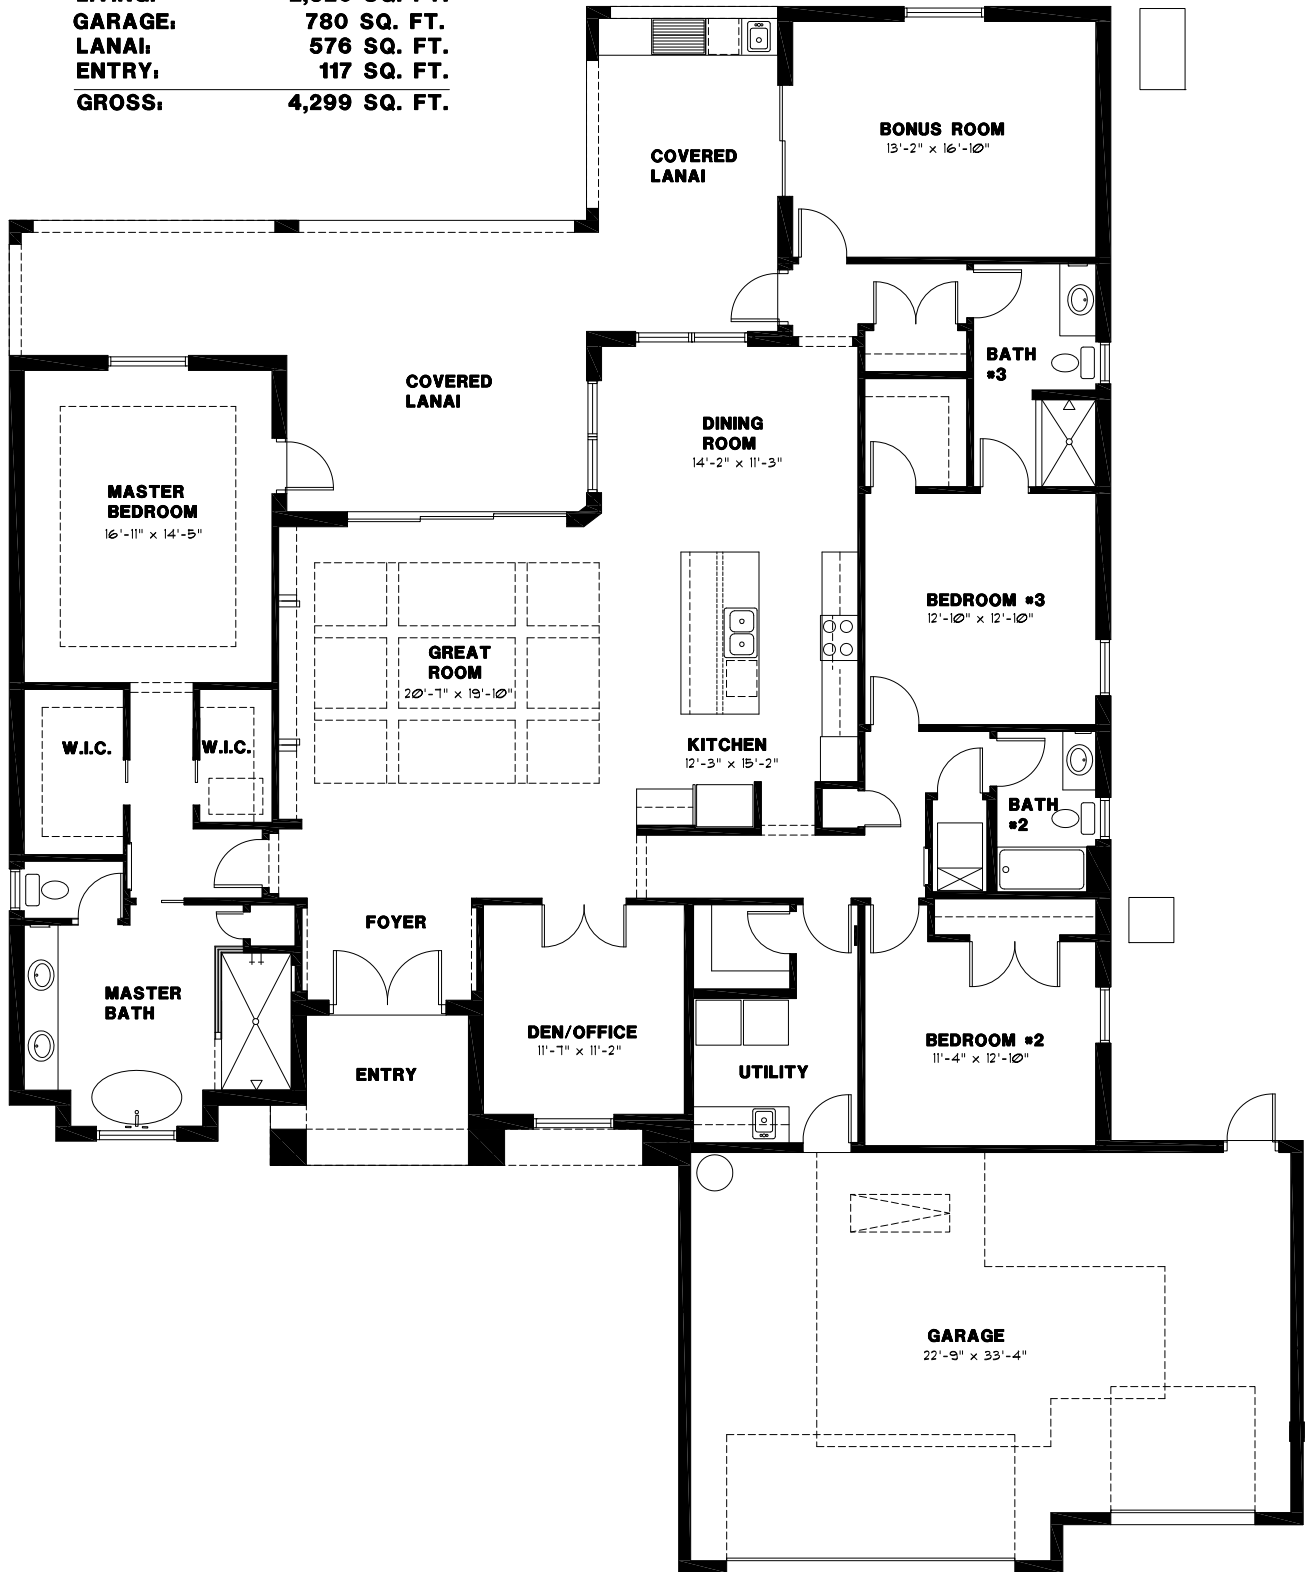 GARAGE: 780 SQ. FT.
LANAI: 576 SQ. FT.
ENTRY: 117 SQ. FT.
GROSS: 4,299 SQ. FT.
BONUS ROOM
13'-2" x 16'-10"
COVERED
LANAI
BATH
#3
COVERED
LANAI
DINING
ROOM
14'-2" x 11'-3"
MASTER
BEDROOM
16'-11" x 14'-5"
BEDROOM #3
12'-10" x 12'-10"
GREAT
ROOM
20'-7" x 19'-10"
W.I.C.
W.I.C.
KITCHEN
12'-3" x 15'-2"
BATH
#2
FOYER
MASTER
BATH
DEN/OFFICE
11'-7" x 11'-2"
BEDROOM #2
11'-4" x 12'-10"
ENTRY
UTILITY
GARAGE
22'-9" x 33'-4"